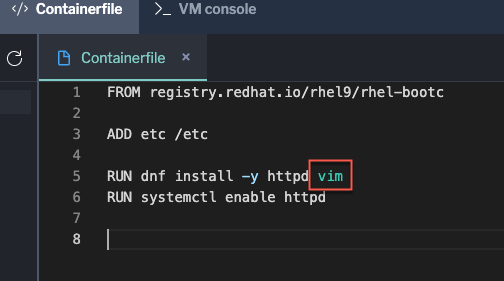 </> Containerfile >_ VM console
Containerfile ×
1 FROM registry.redhat.io/rhel9/rhel-bootc
2
3 ADD etc /etc
4
5 RUN dnf install -y httpd vim
6 RUN systemctl enable httpd
7
8